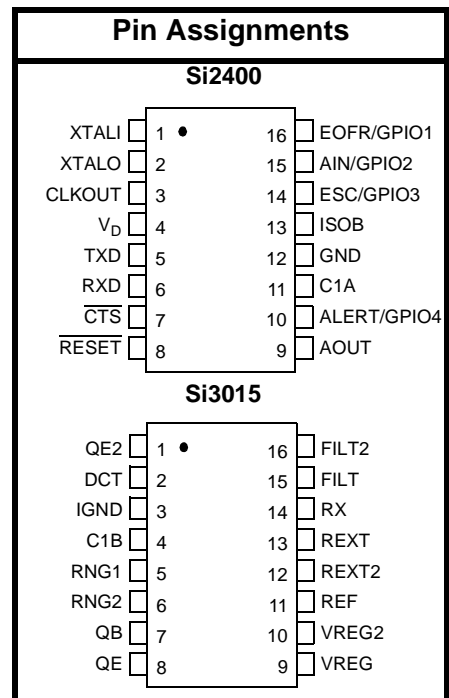 Pin Assignments
Si2400
XTALI 1 16 EOFR/GPIO1
XTALO 2 15 AIN/GPIO2
CLKOUT 3 14 ESC/GPIO3
VD 4 13 ISOB
TXD 5 12 GND
RXD 6 11 C1A
CTS 7 10 ALERT/GPIO4
RESET 8 9 AOUT
Si3015
QE2 1 16 FILT2
DCT 2 15 FILT
IGND 3 14 RX
C1B 4 13 REXT
RNG1 5 12 REXT2
RNG2 6 11 REF
QB 7 10 VREG2
QE 8 9 VREG